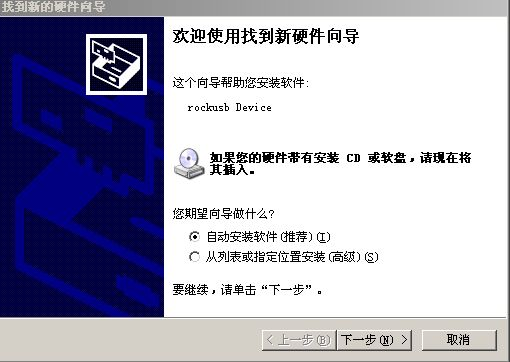 找到新的硬件向导
欢迎使用找到新硬件向导
这个向导帮助您安装软件:
rockusb Device
如果您的硬件带有安装 CD 或软盘，请现在将
其插入。
您期望向导做什么?
自动安装软件(推荐)(I)
从列表或指定位置安装(高级)(S)
要继续，请单击“下一步”。
< 上一步(B)
下一步(N) >
取消